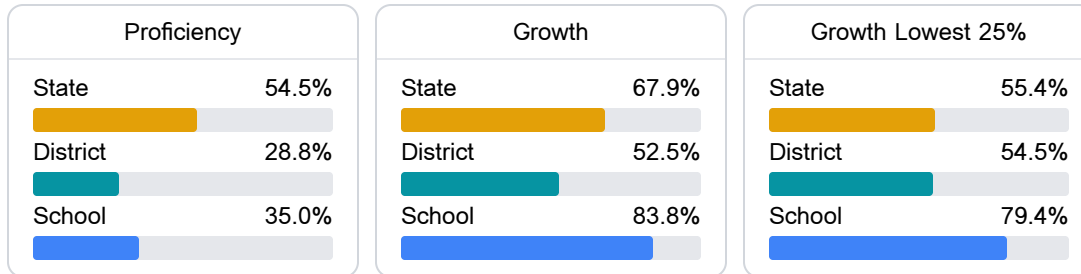 Proficiency
State 54.5%
District 28.8%
School 35.0%
Growth
State 67.9%
District 52.5%
School 83.8%
Growth Lowest 25%
State 55.4%
District 54.5%
School 79.4%